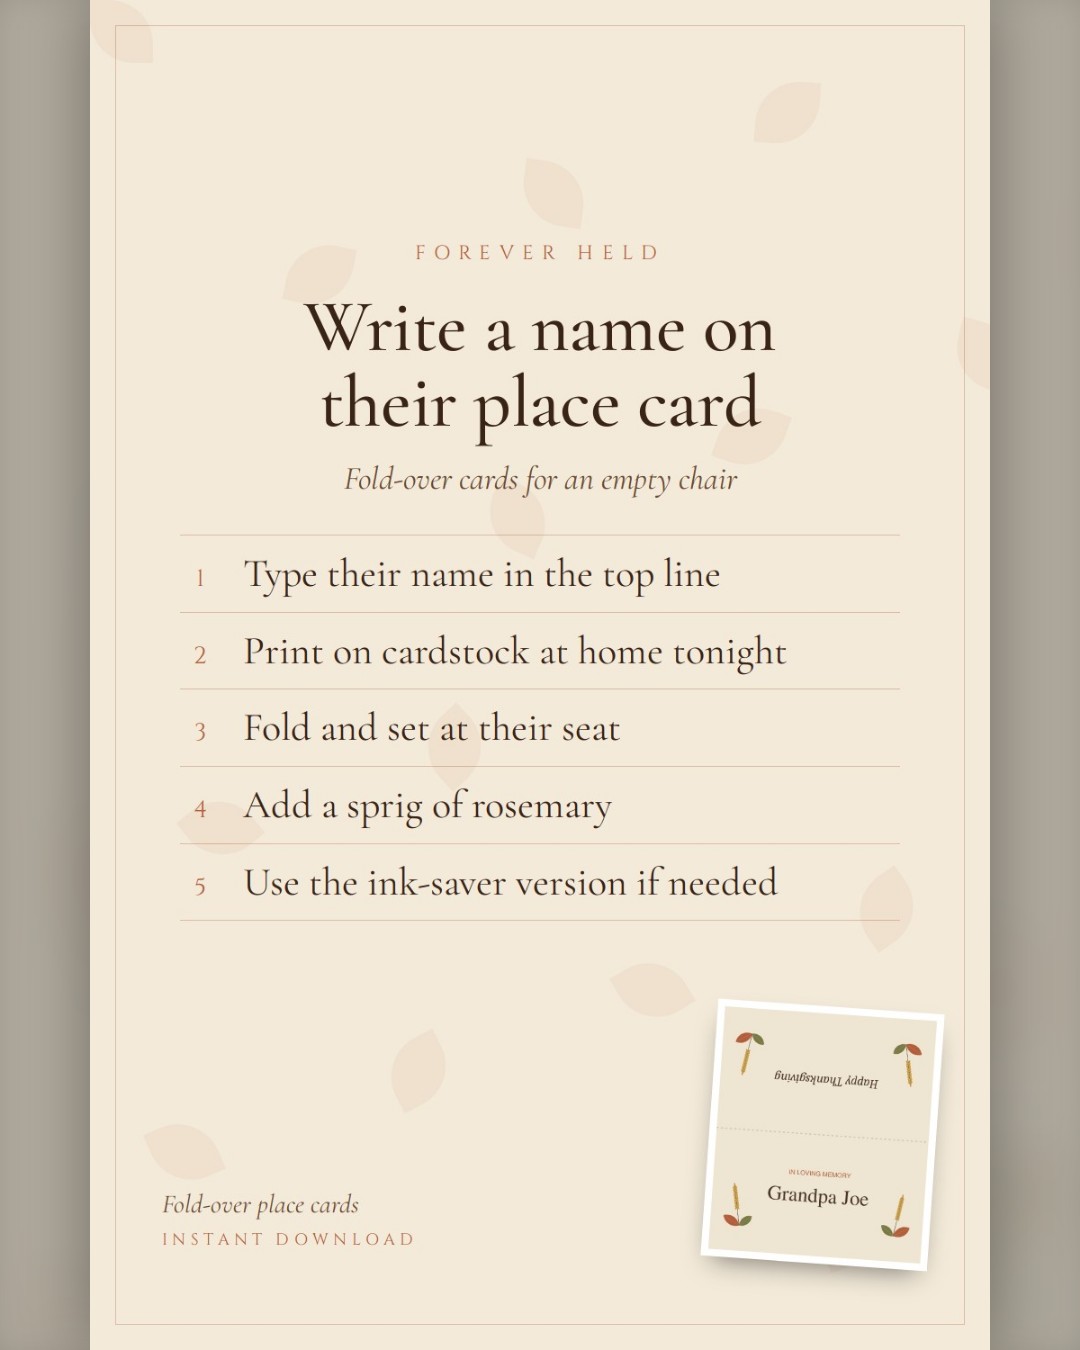 FOREVER HELD
Write a name on
their place card
Fold-over cards for an empty chair
1 Type their name in the top line
2 Print on cardstock at home tonight
3 Fold and set at their seat
4 Add a sprig of rosemary
5 Use the ink-saver version if needed
Happy Thanksgiving
IN LOVING MEMORY
Grandpa Joe
Fold-over place cards
INSTANT DOWNLOAD